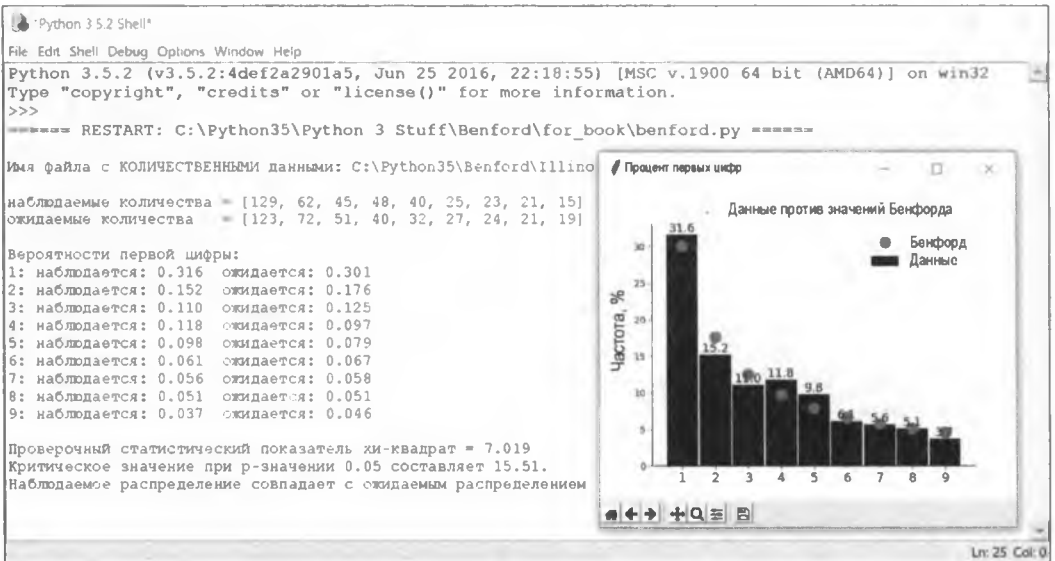 *Python 3.5.2 Shell*
File Edit Shell Debug Options Window Help
Python 3.5.2 (v3.5.2:4def2a2901a5, Jun 25 2016, 22:18:55) [MSC v.1900 64 bit (AMD64)] on win32
Type "copyright", "credits" or "license()" for more information.
>>>
====== RESTART: C:\Python35\Python 3 Stuff\Benford\for_book\benford.py ======
Имя файла с КОЛИЧЕСТВЕННЫМИ данными: C:\Python35\Benford\Illino
наблюдаемые количества = [129, 62, 45, 48, 40, 25, 23, 21, 15]
ожидаемые количества = [123, 72, 51, 40, 32, 27, 24, 21, 19]
Вероятности первой цифры:
1: наблюдается: 0.316 ожидается: 0.301
2: наблюдается: 0.152 ожидается: 0.176
3: наблюдается: 0.110 ожидается: 0.125
4: наблюдается: 0.118 ожидается: 0.097
5: наблюдается: 0.098 ожидается: 0.079
6: наблюдается: 0.061 ожидается: 0.067
7: наблюдается: 0.056 ожидается: 0.058
8: наблюдается: 0.051 ожидается: 0.051
9: наблюдается: 0.037 ожидается: 0.046
Проверочный статистический показатель хи-квадрат = 7.019
Критическое значение при p-значении 0.05 составляет 15.51.
Наблюдаемое распределение совпадает с ожидаемым распределением
Процент первых цифр
Данные против значений Бенфорда
Бенфорд
Данные
Частота, %
30
25
20
15
10
5
0
31.6
15.2
11.0
11.8
9.8
5.6
5.1
1 2 3 4 5 6 7 8 9
Ln: 25 Col: 0